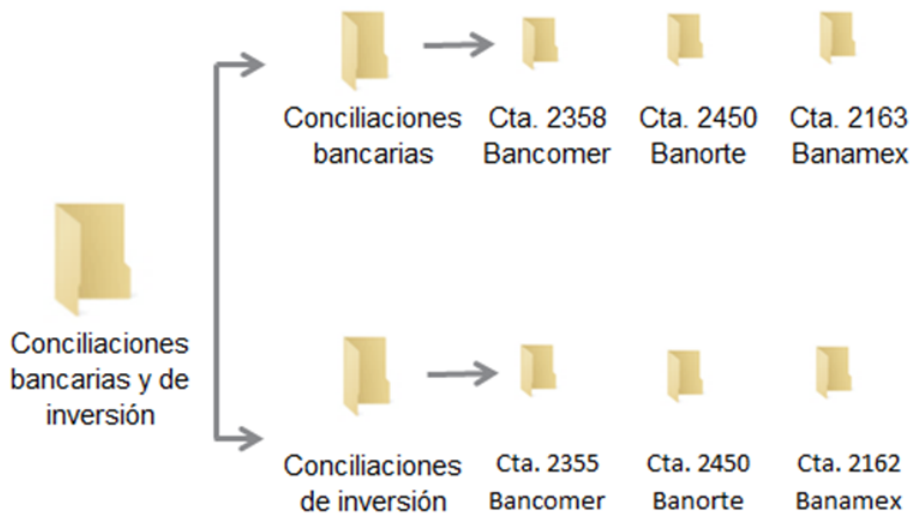 Conciliaciones
bancarias
Cta. 2358
Bancomer
Cta. 2450
Banorte
Cta. 2163
Banamex
Conciliaciones
bancarias y de
inversión
Conciliaciones
de inversión
Cta. 2355
Bancomer
Cta. 2450
Banorte
Cta. 2162
Banamex